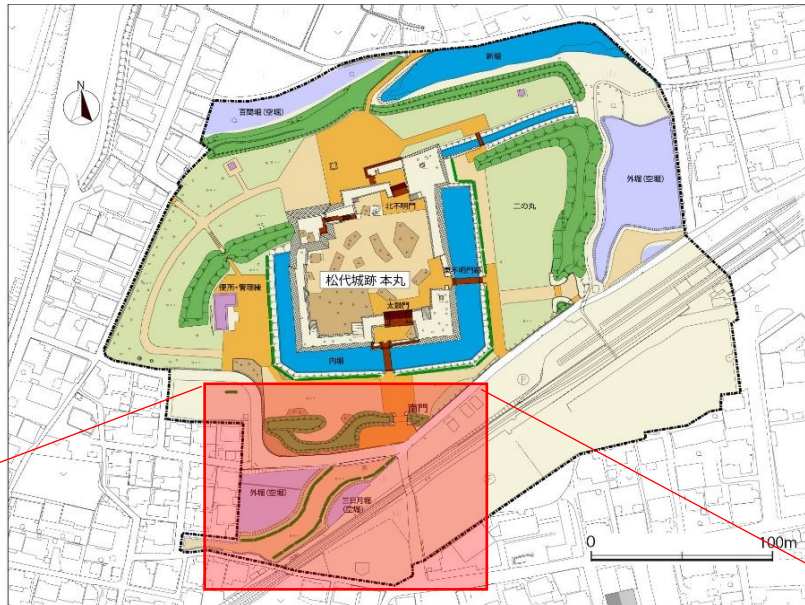 新堀
N
百間堀(空堀)
外堀(空堀)
北不明門
二の丸
松代城跡 本丸
東不明門跡
便所・管理棟
太鼓門
内堀
P
南門
外堀(空堀)
三日月堀
(空堀)
0
100m